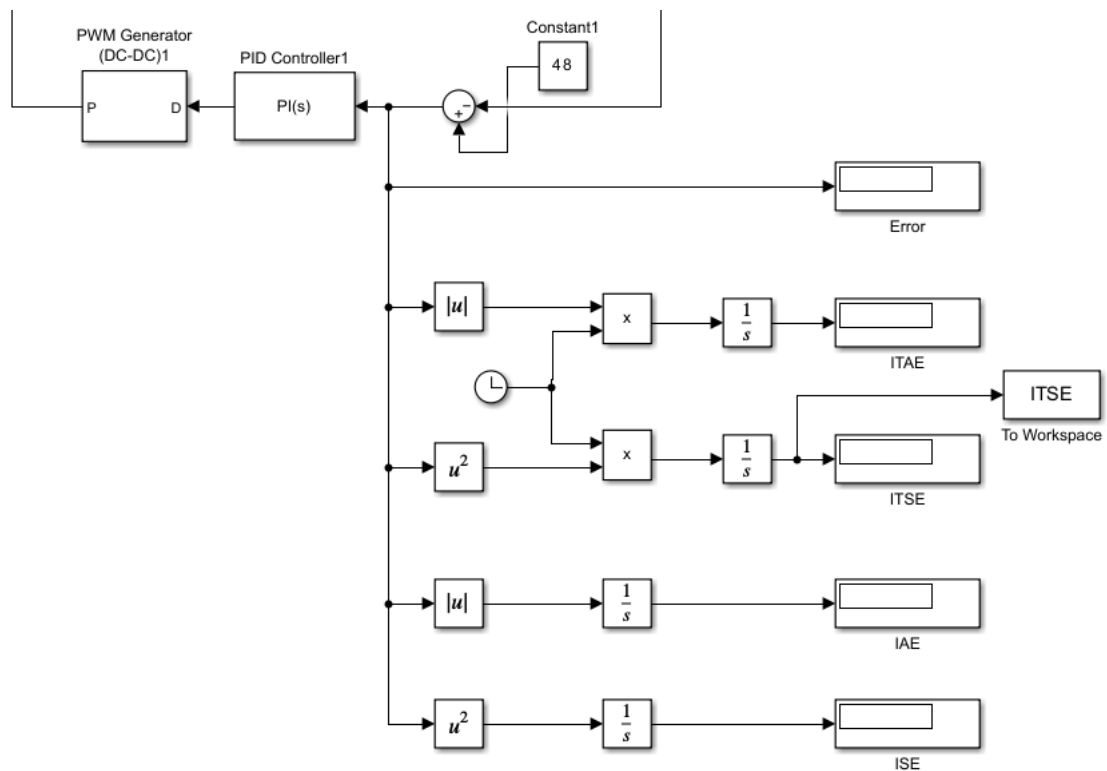 Constant1
48
PWM Generator
(DC-DC)1
P
D
PID Controller1
PI(s)
+
−
Error
|u|
x
1
s
ITAE
ITSE
To Workspace
u²
x
1
s
ITSE
|u|
1
s
IAE
u²
1
s
ISE